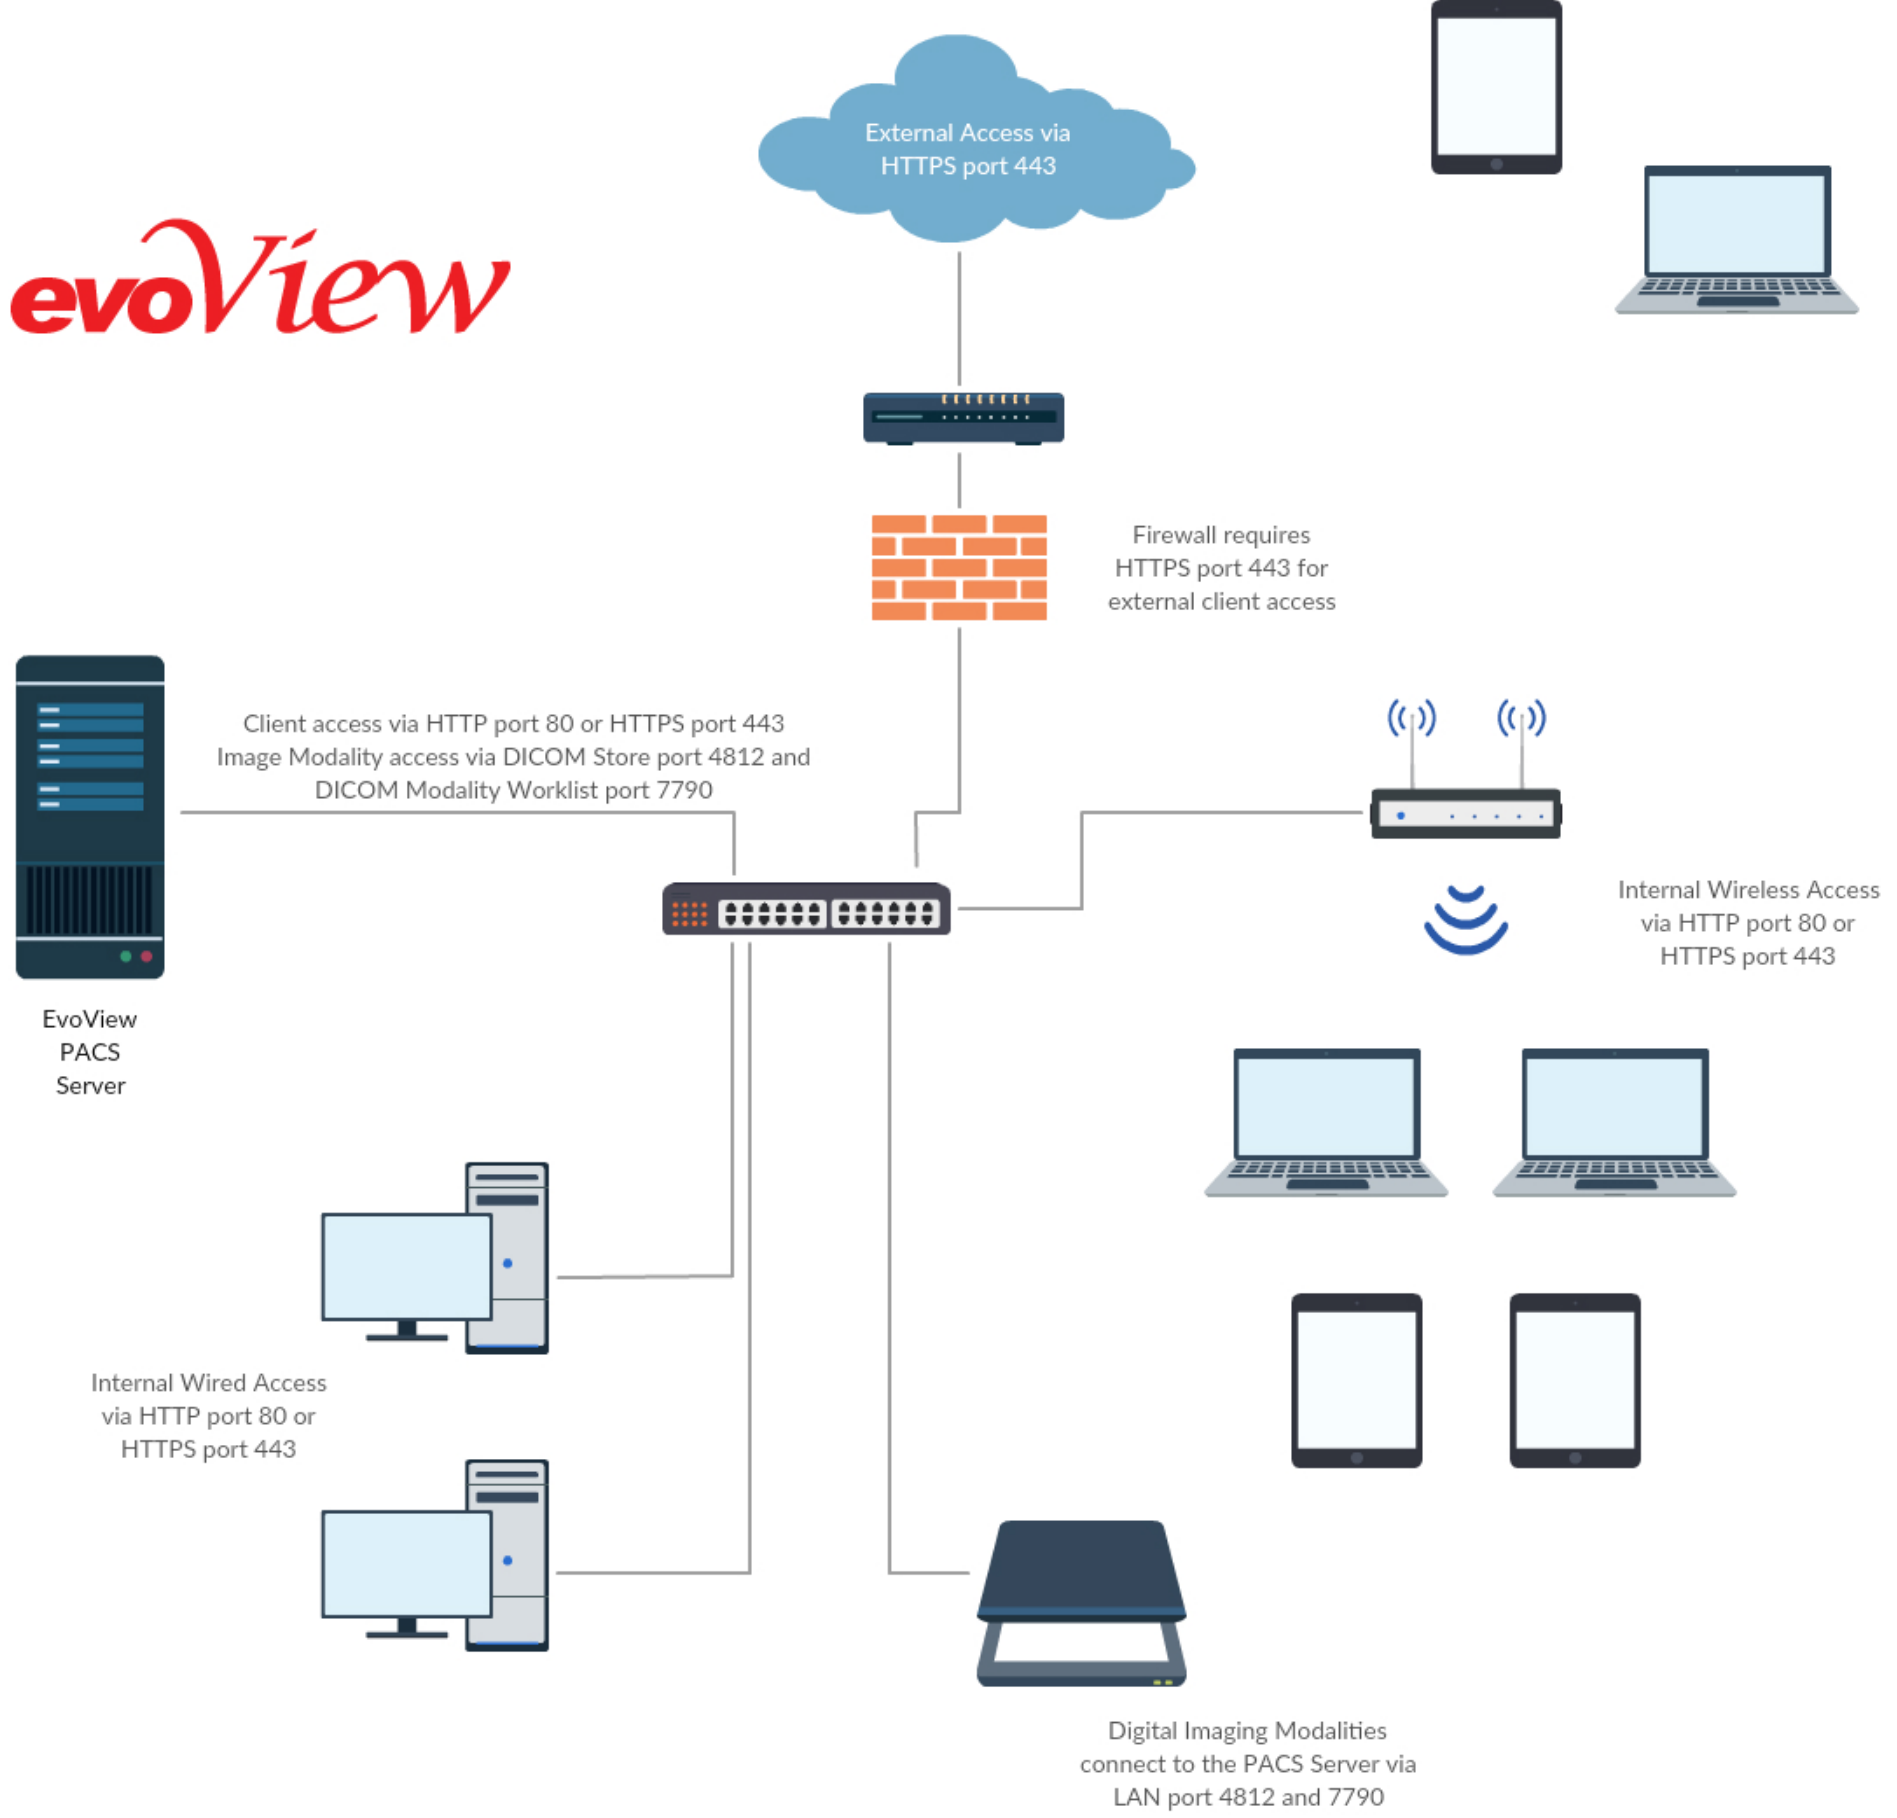 External Access via
HTTPS port 443
evoView
Firewall requires
HTTPS port 443 for
external client access
Client access via HTTP port 80 or HTTPS port 443
Image Modality access via DICOM Store port 4812 and
DICOM Modality Worklist port 7790
Internal Wireless Access
via HTTP port 80 or
HTTPS port 443
EvoView
PACS
Server
Internal Wired Access
via HTTP port 80 or
HTTPS port 443
Digital Imaging Modalities
connect to the PACS Server via
LAN port 4812 and 7790